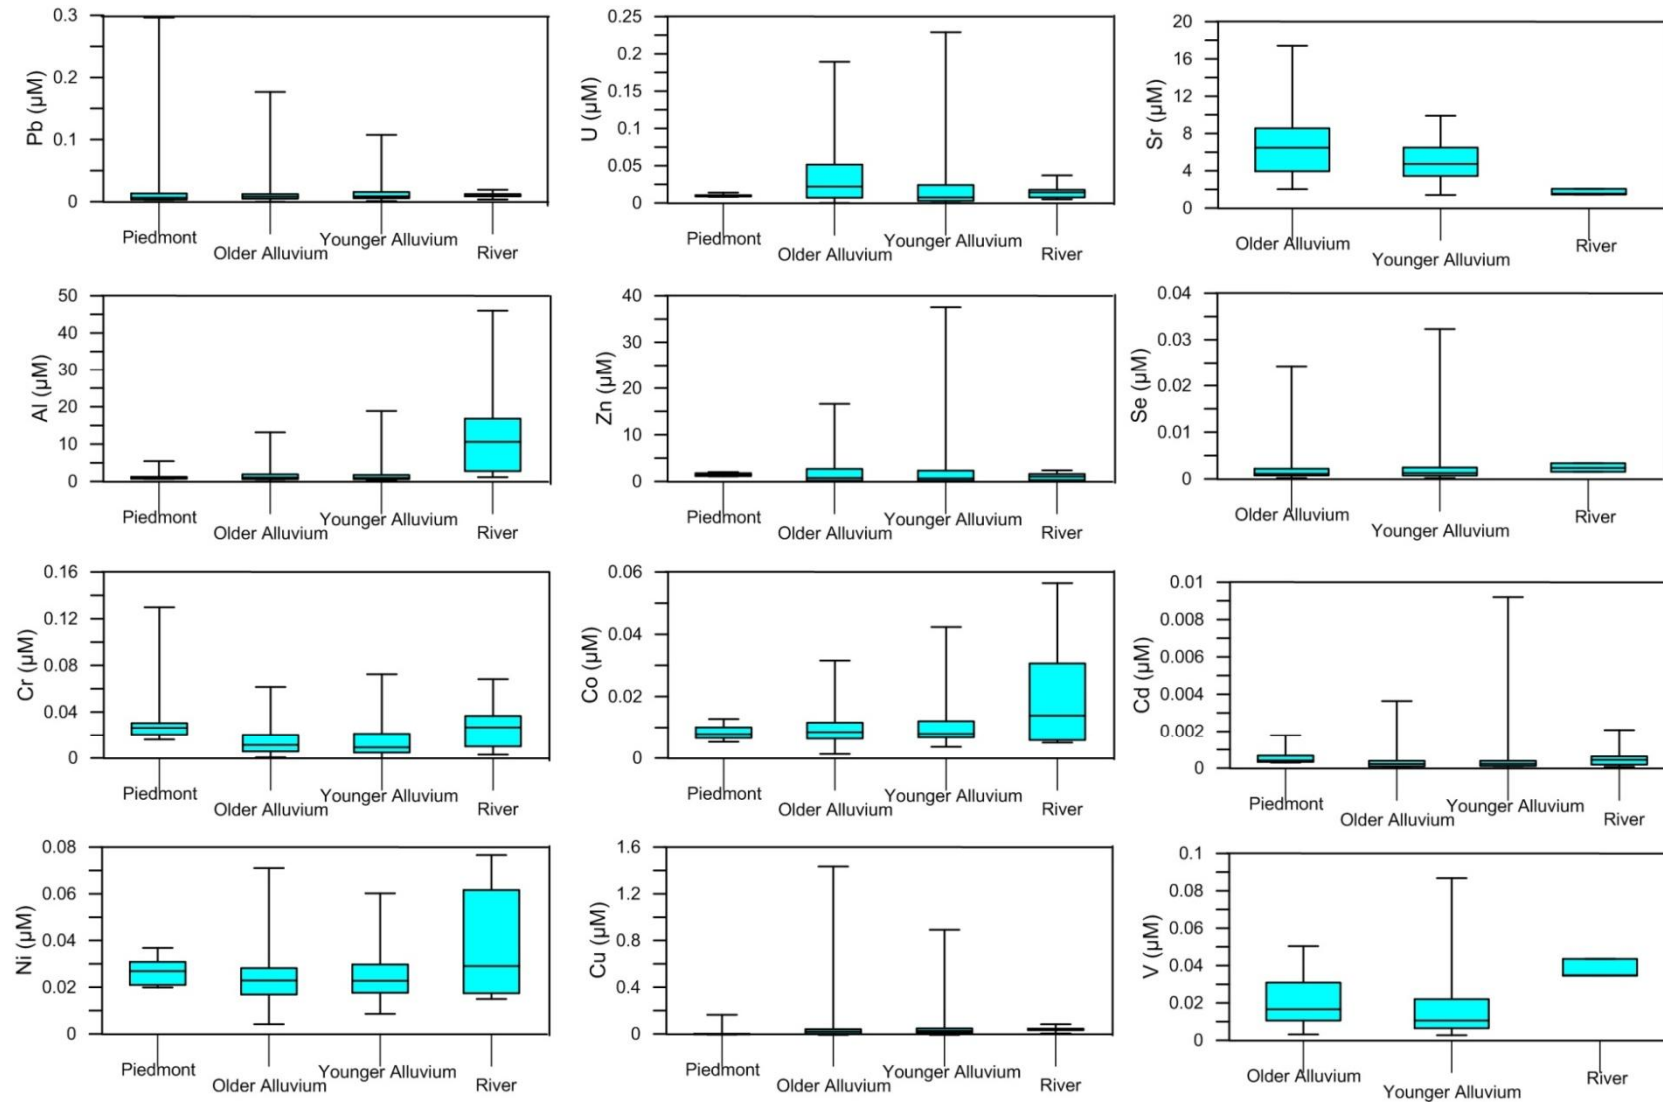 Pb (µM)
0.3
0.2
0.1
0
Piedmont
Older Alluvium
Younger Alluvium
River
U (µM)
0.25
0.2
0.15
0.1
0.05
0
Piedmont
Older Alluvium
Younger Alluvium
River
Sr (µM)
20
16
12
8
4
0
Older Alluvium
Younger Alluvium
River
Al (µM)
50
40
30
20
10
0
Piedmont
Older Alluvium
Younger Alluvium
River
Zn (µM)
40
30
20
10
0
Piedmont
Older Alluvium
Younger Alluvium
River
Se (µM)
0.04
0.03
0.02
0.01
0
Older Alluvium
Younger Alluvium
River
Cr (µM)
0.16
0.12
0.08
0.04
0
Piedmont
Older Alluvium
Younger Alluvium
River
Co (µM)
0.06
0.04
0.02
0
Piedmont
Older Alluvium
Younger Alluvium
River
Cd (µM)
0.01
0.008
0.006
0.004
0.002
0
Piedmont
Older Alluvium
Younger Alluvium
River
Ni (µM)
0.08
0.06
0.04
0.02
0
Piedmont
Older Alluvium
Younger Alluvium
River
Cu (µM)
1.6
1.2
0.8
0.4
0
Piedmont
Older Alluvium
Younger Alluvium
River
V (µM)
0.1
0.08
0.06
0.04
0.02
0
Older Alluvium
Younger Alluvium
River